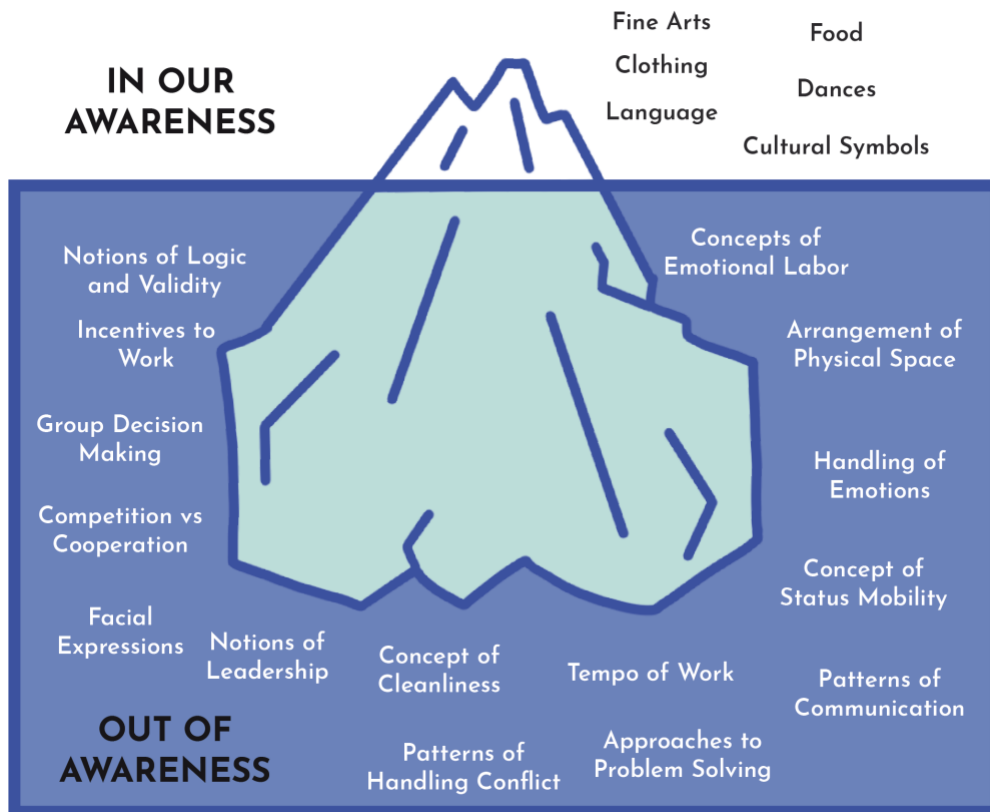 IN OUR
AWARENESS
Fine Arts
Clothing
Language
Food
Dances
Cultural Symbols
Notions of Logic
and Validity
Incentives to
Work
Group Decision
Making
Competition vs
Cooperation
Facial
Expressions
Notions of
Leadership
Concept of
Cleanliness
Tempo of Work
Concepts of
Emotional Labor
Arrangement of
Physical Space
Handling of
Emotions
Concept of
Status Mobility
Patterns of
Communication
OUT OF
AWARENESS
Patterns of
Handling Conflict
Approaches to
Problem Solving